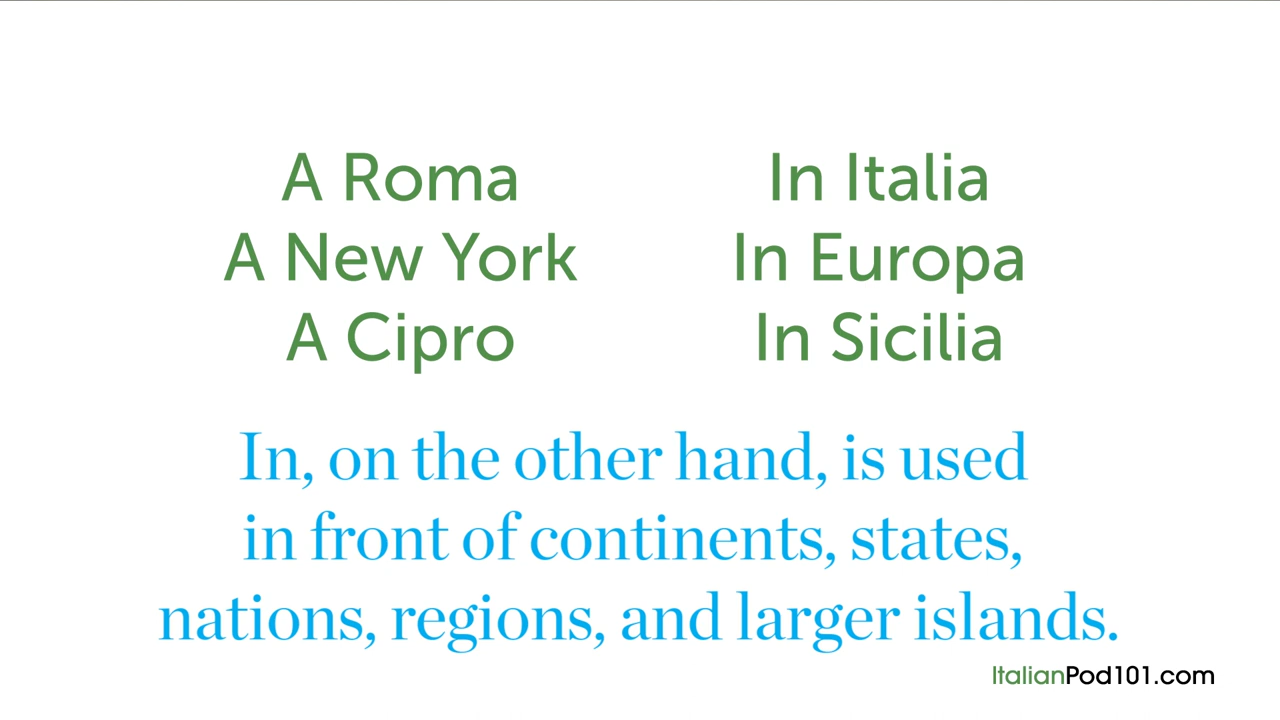 A Roma
A New York
A Cipro
In Italia
In Europa
In Sicilia
In, on the other hand, is used
in front of continents, states,
nations, regions, and larger islands.
ItalianPod101.com